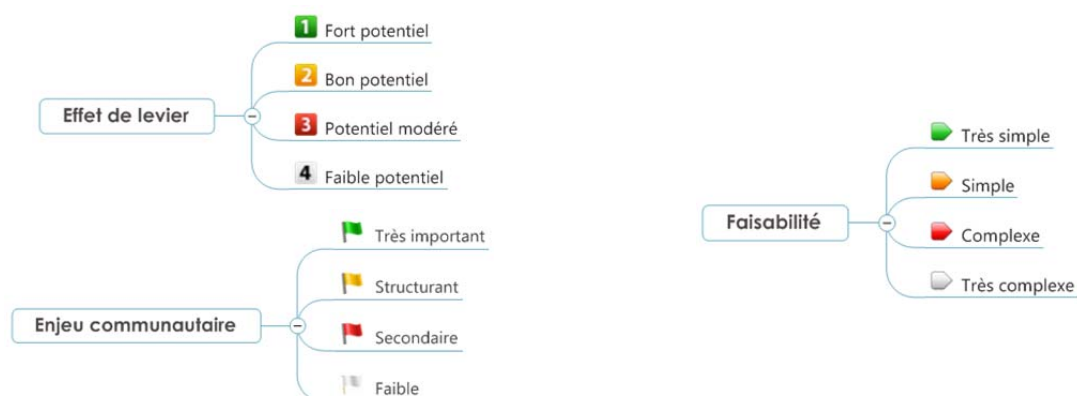 Effet de levier
1 Fort potentiel
2 Bon potentiel
3 Potentiel modéré
4 Faible potentiel
Enjeu communautaire
Très important
Structurant
Secondaire
Faible
Faisabilité
Très simple
Simple
Complexe
Très complexe